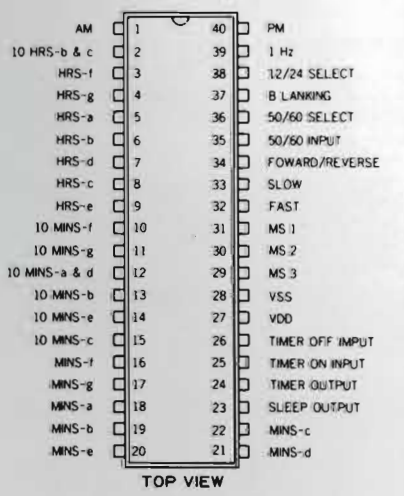 AM 1 40 PM
10 HRS-b & c 2 39 1 Hz
HRS-f 3 38 12/24 SELECT
HRS-g 4 37 BLANKING
HRS-a 5 36 50/60 SELECT
HRS-b 6 35 50/60 INPUT
HRS-d 7 34 FOWARD/REVERSE
HRS-c 8 33 SLOW
HRS-e 9 32 FAST
10 MINS-f 10 31 MS 1
10 MINS-g 11 30 MS 2
10 MINS-a & d 12 29 MS 3
10 MINS-b 13 28 VSS
10 MINS-e 14 27 VDD
10 MINS-c 15 26 TIMER OFF IMPUT
MINS-f 16 25 TIMER ON INPUT
MINS-g 17 24 TIMER OUTPUT
MINS-a 18 23 SLEEP OUTPUT
MINS-b 19 22 MINS-c
MINS-e 20 21 MINS-d
TOP VIEW